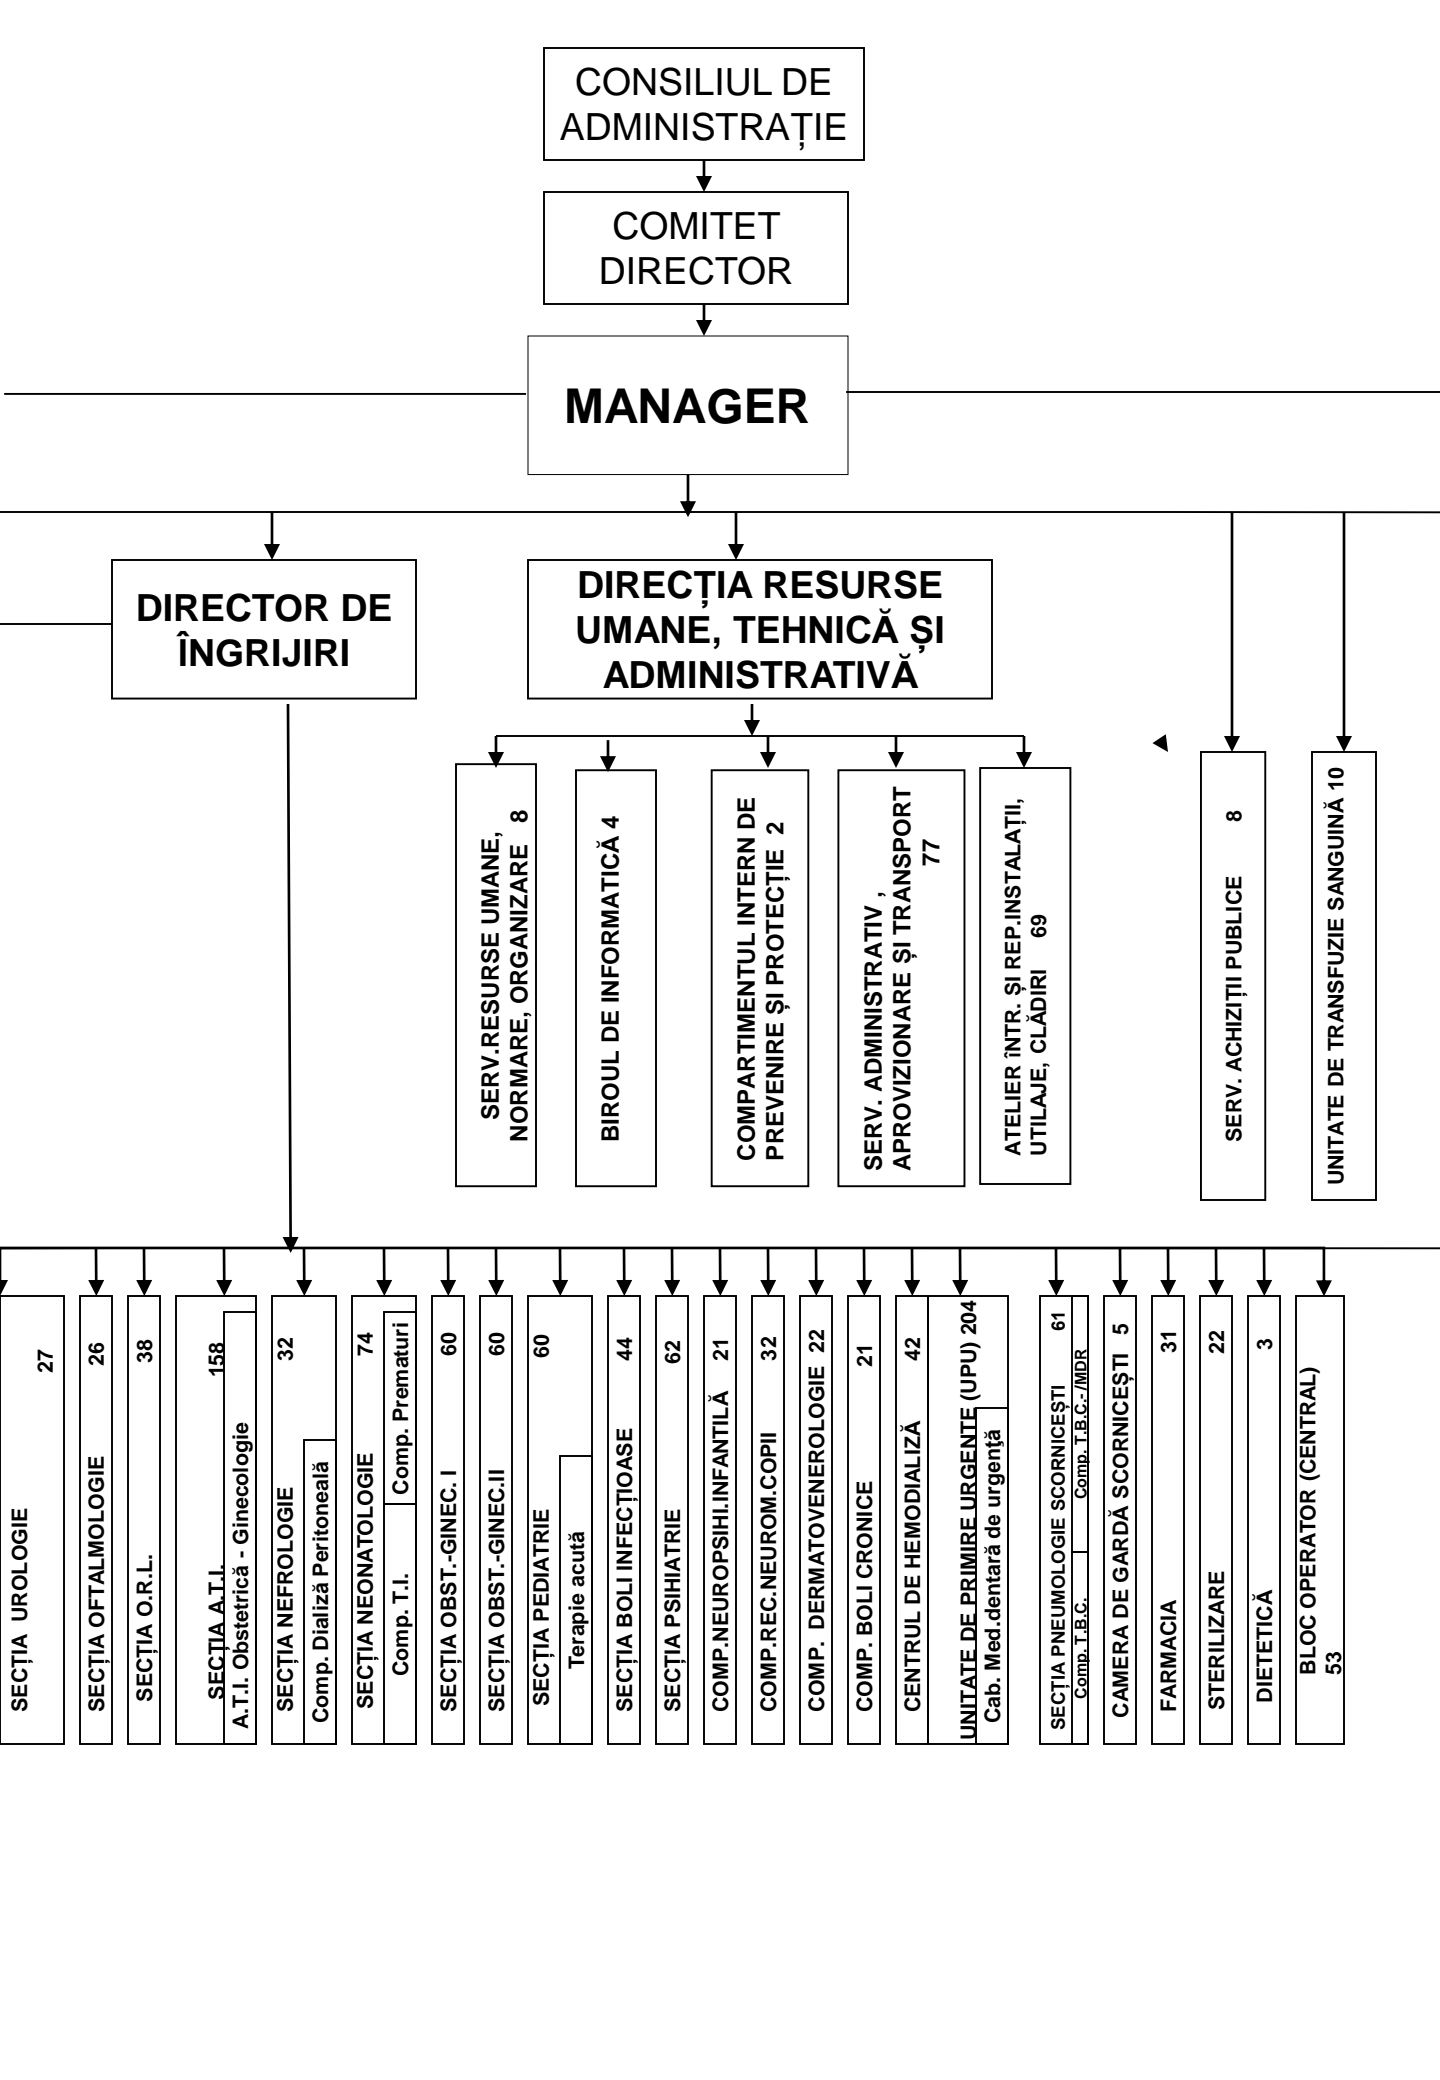 CONSILIUL DE
ADMINISTRAȚIE
COMITET
DIRECTOR
MANAGER
DIRECTOR DE
ÎNGRIJIRI
DIRECȚIA RESURSE
UMANE, TEHNICĂ ȘI
ADMINISTRATIVĂ
SERV.RESURSE UMANE,
NORMARE, ORGANIZARE 8
BIROUL DE INFORMATICĂ 4
COMPARTIMENTUL INTERN DE
PREVENIRE ȘI PROTECȚIE 2
SERV. ADMINISTRATIV ,
APROVIZIONARE ȘI TRANSPORT
77
ATELIER îNTR. ȘI REP.INSTALAȚII,
UTILAJE, CLĂDIRI 69
SERV. ACHIZIȚII PUBLICE 8
UNITATE DE TRANSFUZIE SANGUINĂ 10
SECȚIA UROLOGIE
27
SECȚIA OFTALMOLOGIE 26
SECȚIA O.R.L. 38
SECȚIA A.T.I. 158
A.T.I. Obstetrică - Ginecologie
SECȚIA NEFROLOGIE 32
Comp. Dializă Peritoneală
SECȚIA NEONATOLOGIE 74
Comp. T.I. Comp. Prematuri
SECȚIA OBST.-GINEC. I 60
SECȚIA OBST.-GINEC.II 60
SECȚIA PEDIATRIE 60
Terapie acută
SECȚIA BOLI INFECȚIOASE 44
SECȚIA PSIHIATRIE 62
COMP.NEUROPSIHI.INFANTILĂ 21
COMP.REC.NEUROM.COPII 32
COMP. DERMATOVENEROLOGIE 22
COMP. BOLI CRONICE 21
CENTRUL DE HEMODIALIZĂ 42
UNITATE DE PRIMIRE URGENTE (UPU) 204
Cab. Med.dentară de urgență
SECȚIA PNEUMOLOGIE SCORNICEȘTI 61
Comp. T.B.C. Comp. T.B.C.- /MDR
CAMERA DE GARDĂ SCORNICEȘTI 5
FARMACIA 31
STERILIZARE 22
DIETETICĂ 3
BLOC OPERATOR (CENTRAL)
53